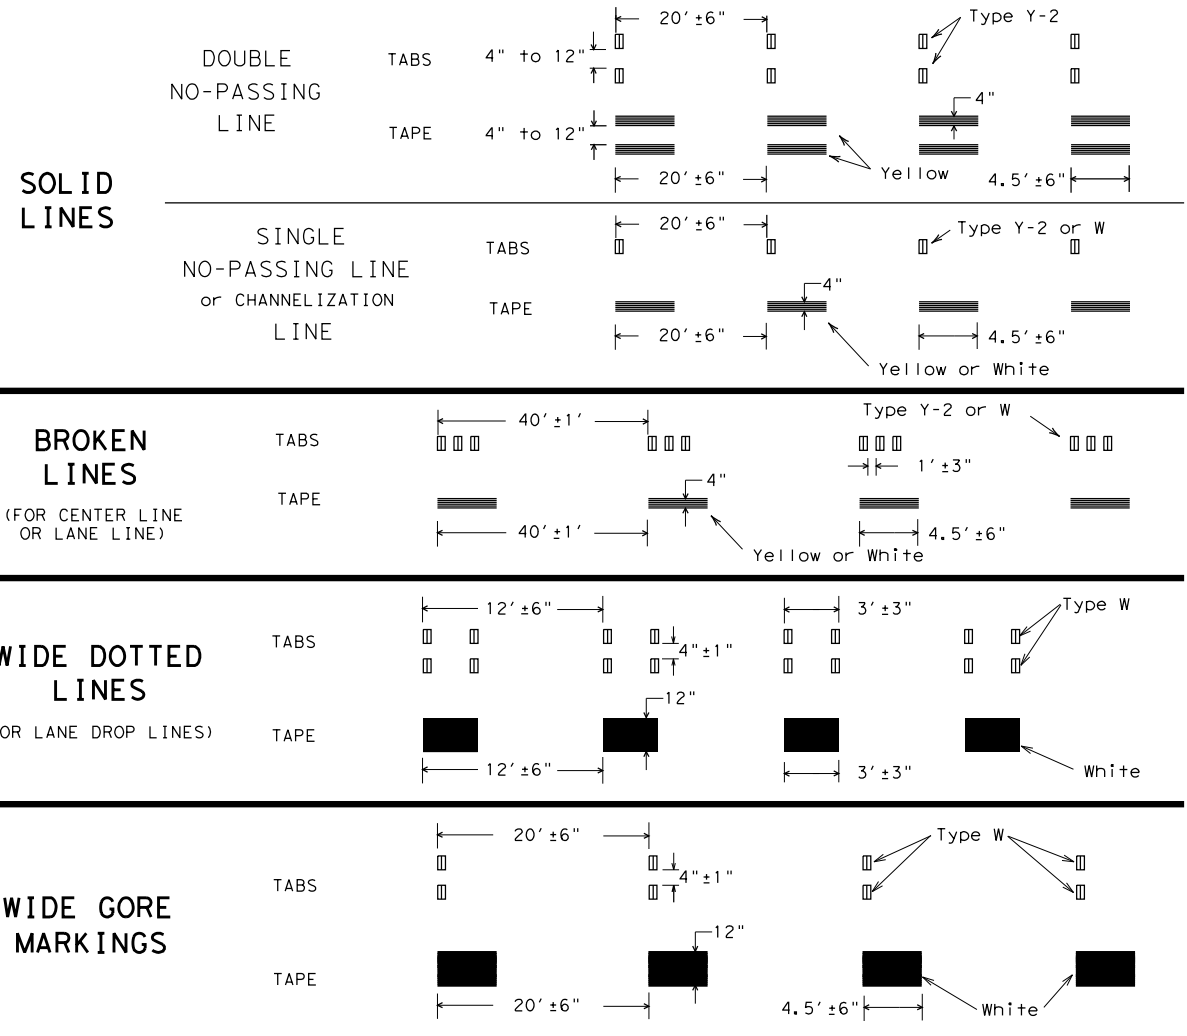 SOLID
LINES
DOUBLE
NO-PASSING
LINE
TABS
4" to 12"
20'±6"
Type Y-2
TAPE
4" to 12"
4"
Yellow
20'±6"
4.5'±6"
SINGLE
NO-PASSING LINE
or CHANNELIZATION
LINE
TABS
20'±6"
Type Y-2 or W
TAPE
4"
20'±6"
4.5'±6"
Yellow or White
BROKEN
LINES
(FOR CENTER LINE
OR LANE LINE)
TABS
40'±1'
Type Y-2 or W
1'±3"
TAPE
4"
40'±1'
4.5'±6"
Yellow or White
WIDE DOTTED
LINES
OR LANE DROP LINES)
TABS
12'±6"
3'±3"
Type W
4"±1"
TAPE
12"
12'±6"
3'±3"
White
WIDE GORE
MARKINGS
TABS
20'±6"
Type W
4"±1"
TAPE
12"
20'±6"
4.5'±6"
White